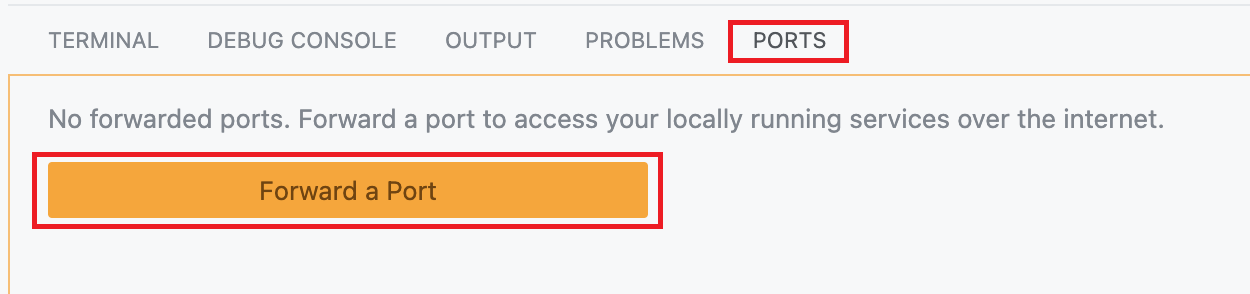 TERMINAL DEBUG CONSOLE OUTPUT PROBLEMS PORTS
No forwarded ports. Forward a port to access your locally running services over the internet.
Forward a Port